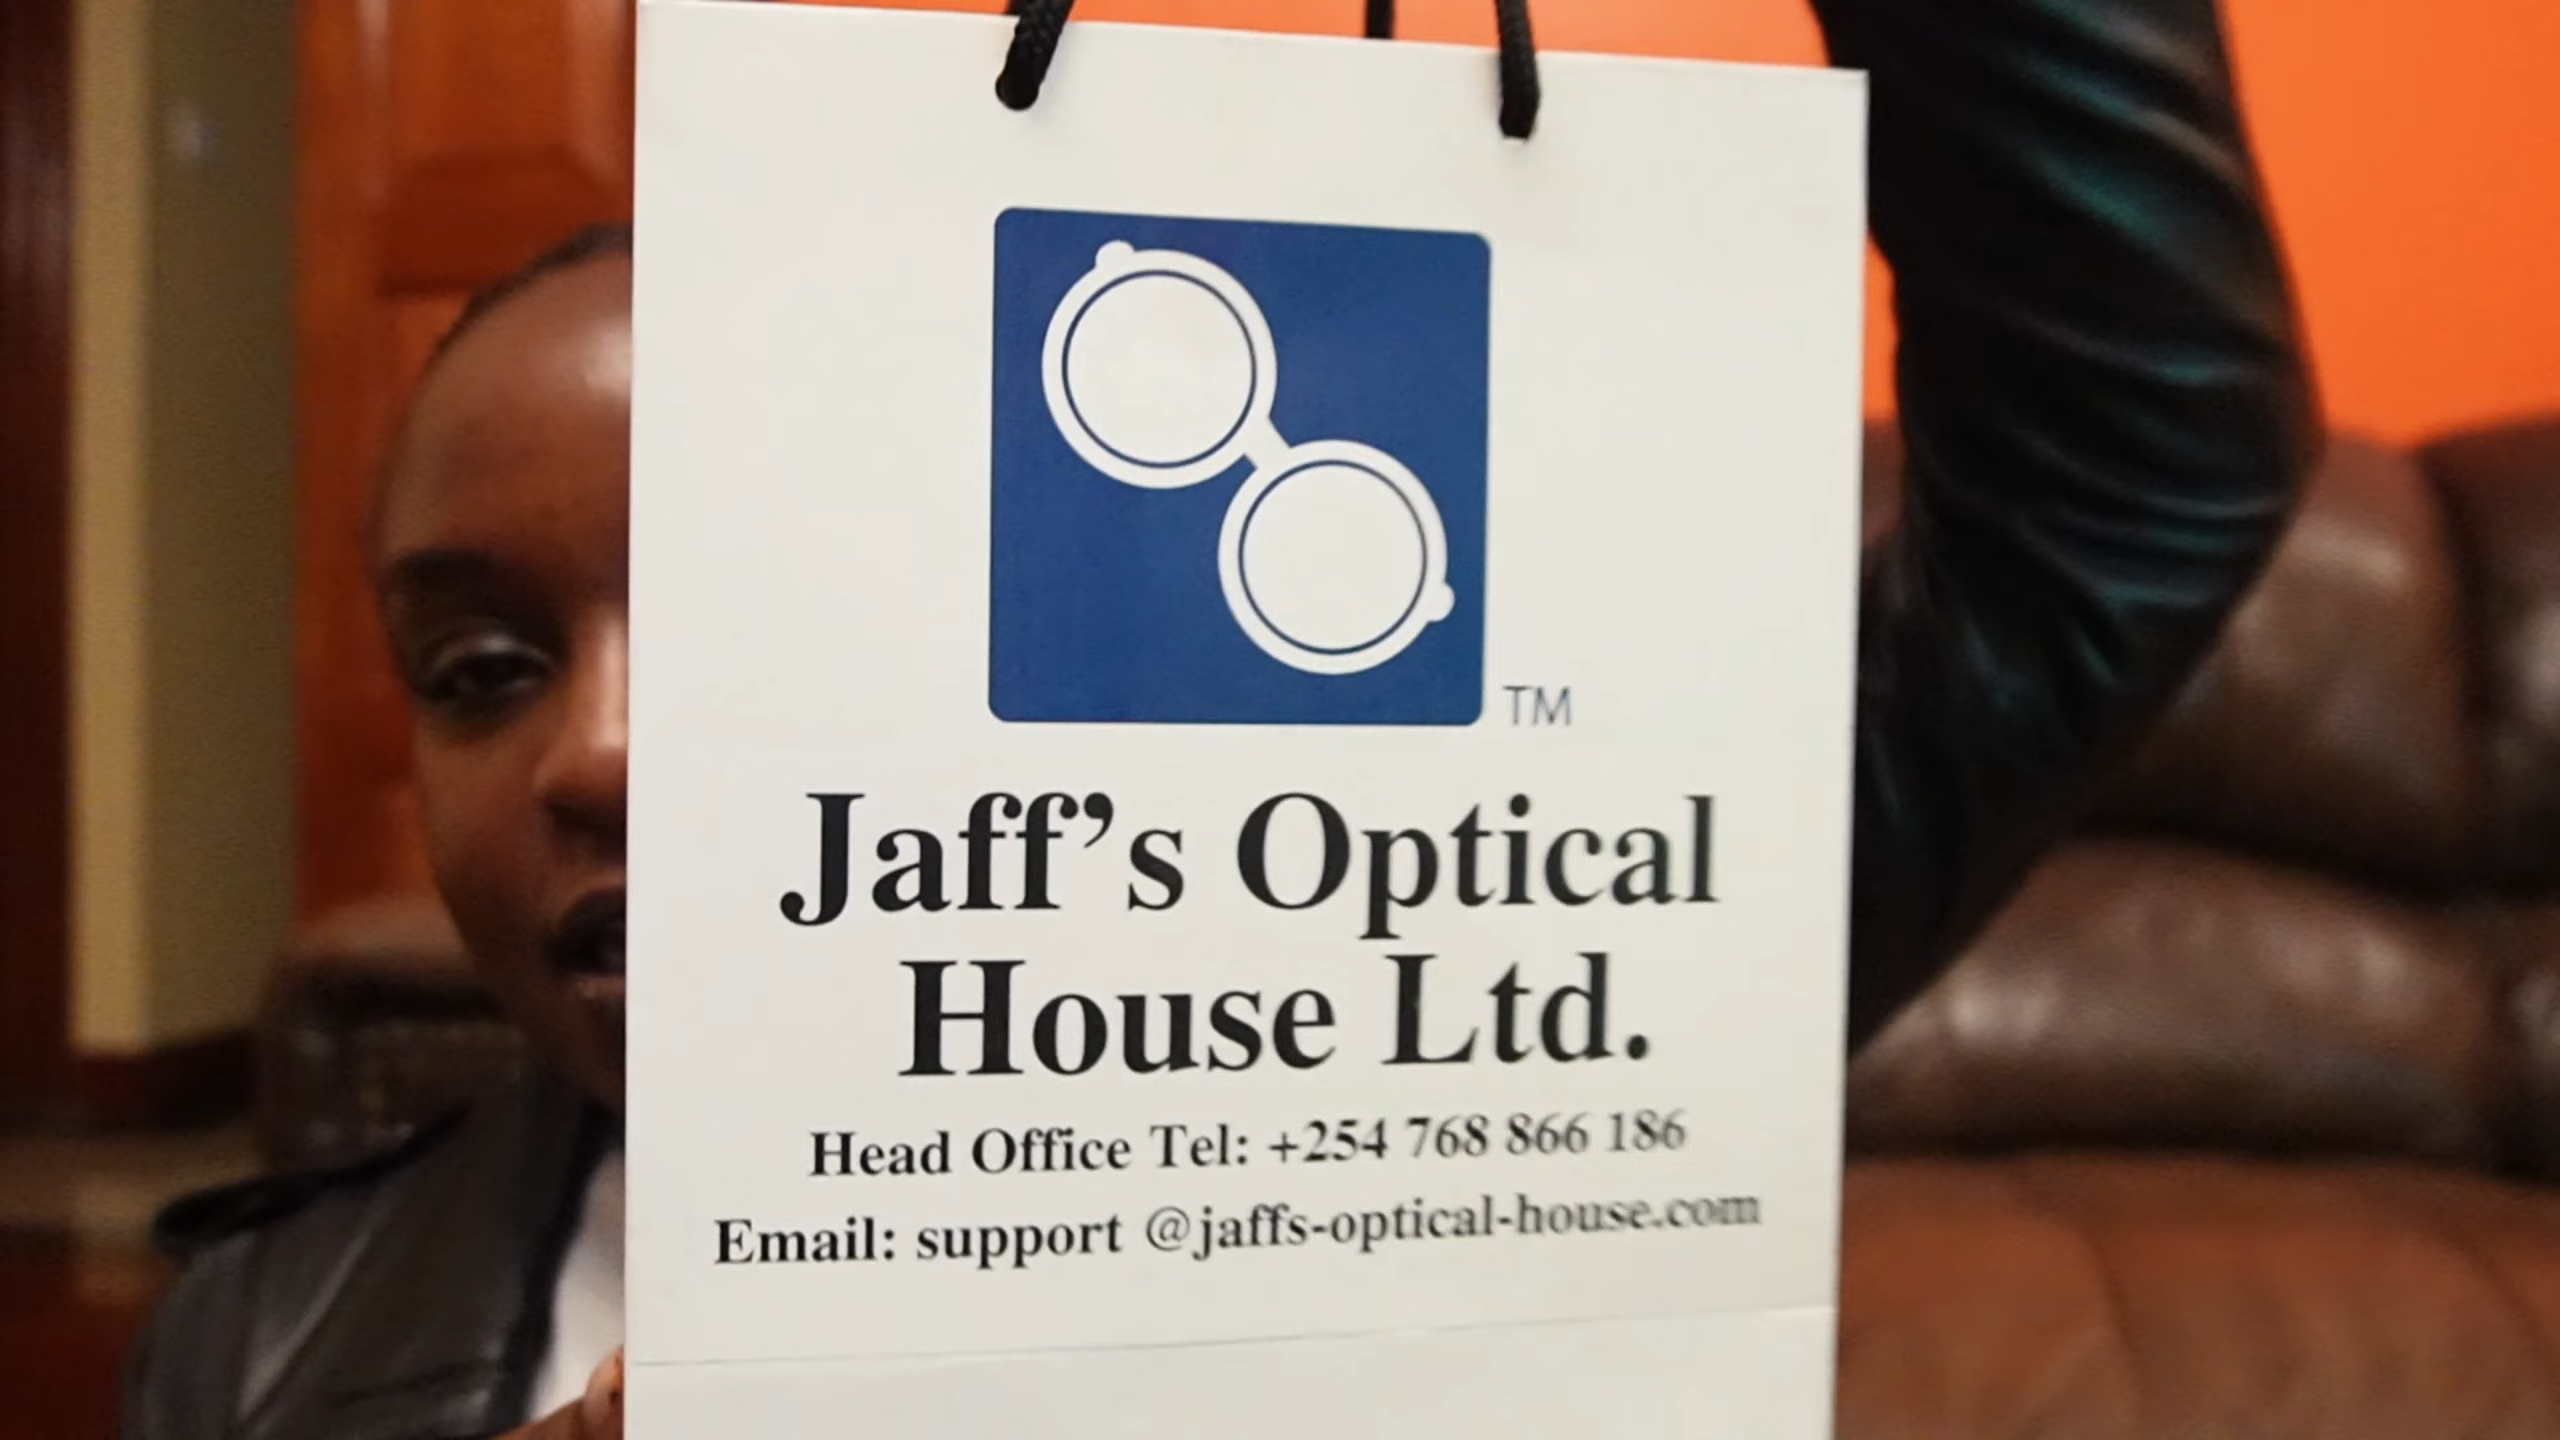 TM
Jaff’s Optical
House Ltd.
Head Office Tel: +254 768 866 186
Email: support @jaffs-optical-house.com